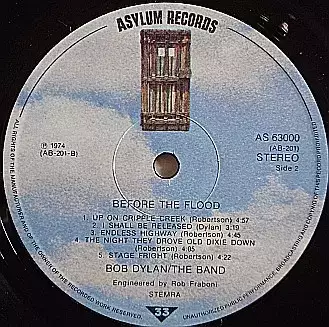 ASYLUM RECORDS
℗ 1974
(AB-201-B)
AS 63000
(AB-201)
STEREO
Side 2
BEFORE THE FLOOD
1. UP ON CRIPPLE CREEK (Robertson) 4:57
2. I SHALL BE RELEASED (Dylan) 3:19
3. ENDLESS HIGHWAY (Robertson) 4:45
4. THE NIGHT THEY DROVE OLD DIXIE DOWN
(Robertson) 4:05
5. STAGE FRIGHT (Robertson) 4:22
BOB DYLAN/THE BAND
Engineered by Rob Fraboni
STEMRA
33
ALL RIGHTS OF THE MANUFACTURER AND OF THE OWNER OF THE RECORDED WORK RESERVED.
UNAUTHORIZED PUBLIC PERFORMANCE BROADCASTING AND COPYING OF THIS RECORD PROHIBITED